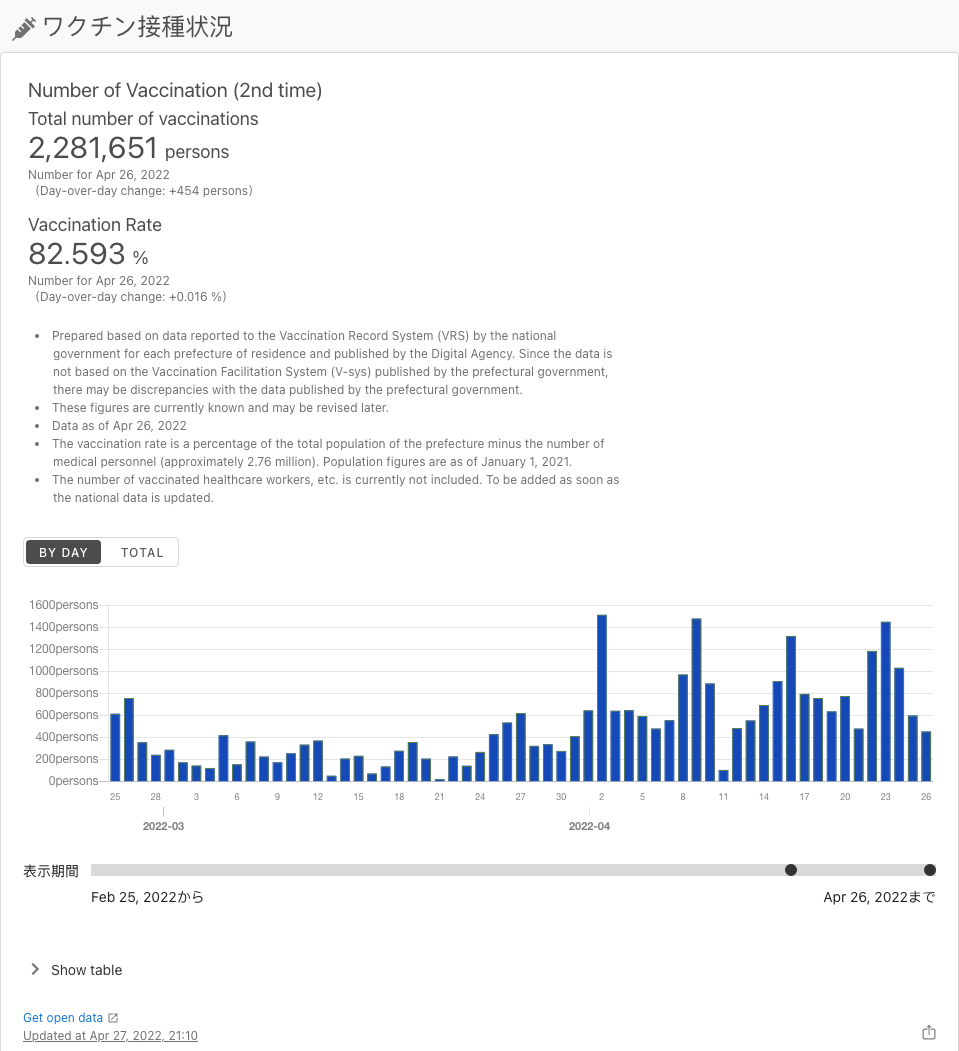 ワクチン接種状況
Number of Vaccination (2nd time)
Total number of vaccinations
2,281,651 persons
Number for Apr 26, 2022
(Day-over-day change: +454 persons)
Vaccination Rate
82.593 %
Number for Apr 26, 2022
(Day-over-day change: +0.016 %)
• Prepared based on data reported to the Vaccination Record System (VRS) by the national
government for each prefecture of residence and published by the Digital Agency. Since the data is
not based on the Vaccination Facilitation System (V-sys) published by the prefectural government,
there may be discrepancies with the data published by the prefectural government.
• These figures are currently known and may be revised later.
• Data as of Apr 26, 2022
• The vaccination rate is a percentage of the total population of the prefecture minus the number of
medical personnel (approximately 2.76 million). Population figures are as of January 1, 2021.
• The number of vaccinated healthcare workers, etc. is currently not included. To be added as soon as
the national data is updated.
BY DAY TOTAL
1600persons
1400persons
1200persons
1000persons
800persons
600persons
400persons
200persons
0persons
25 28 3 6 9 12 15 18 21 24 27 30 2 5 8 11 14 17 20 23 26
2022-03 2022-04
表示期間
Feb 25, 2022から Apr 26, 2022まで
Show table
Get open data
Updated at Apr 27, 2022, 21:10